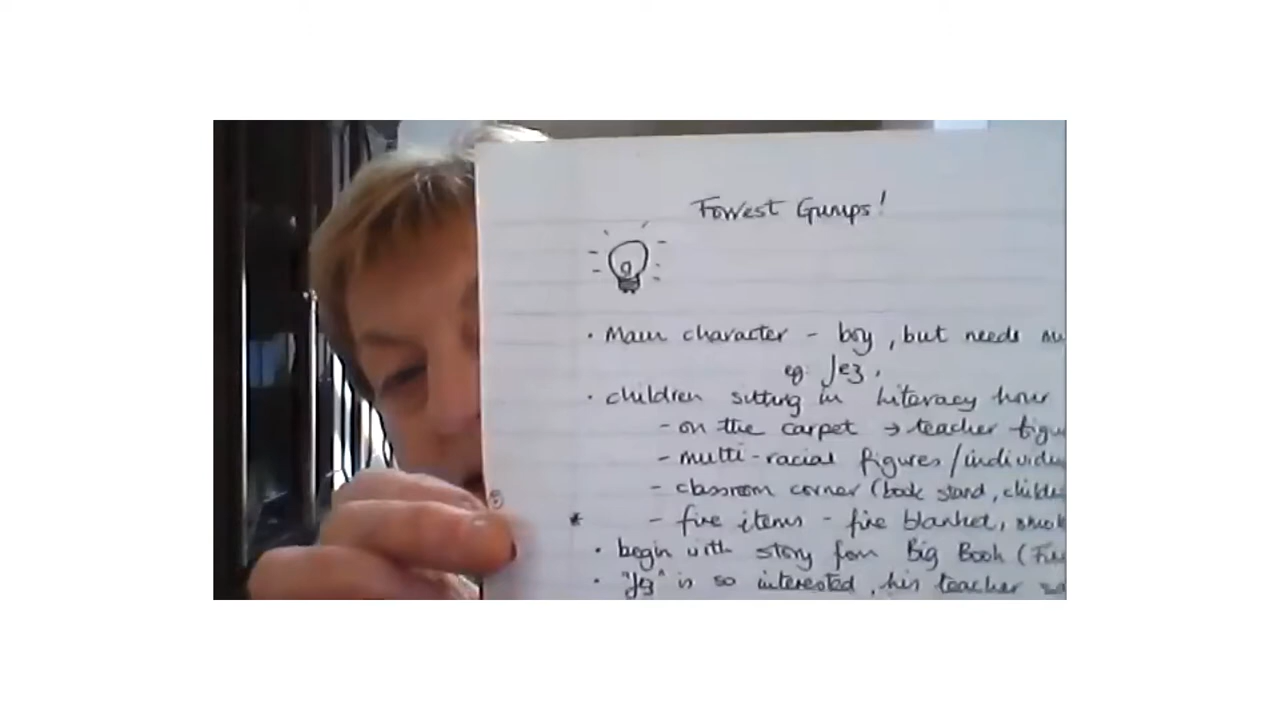 Fowest Gumps!
• Main character - boy, but needs
eg. Jez.
• children sitting in literacy hour
- on the carpet → teacher
- multi-racial figures/
- classroom corner (book stand,
* - fire items - fire blanket,
• begin with story from Big Book (
• "Jez" is so interested, his teacher